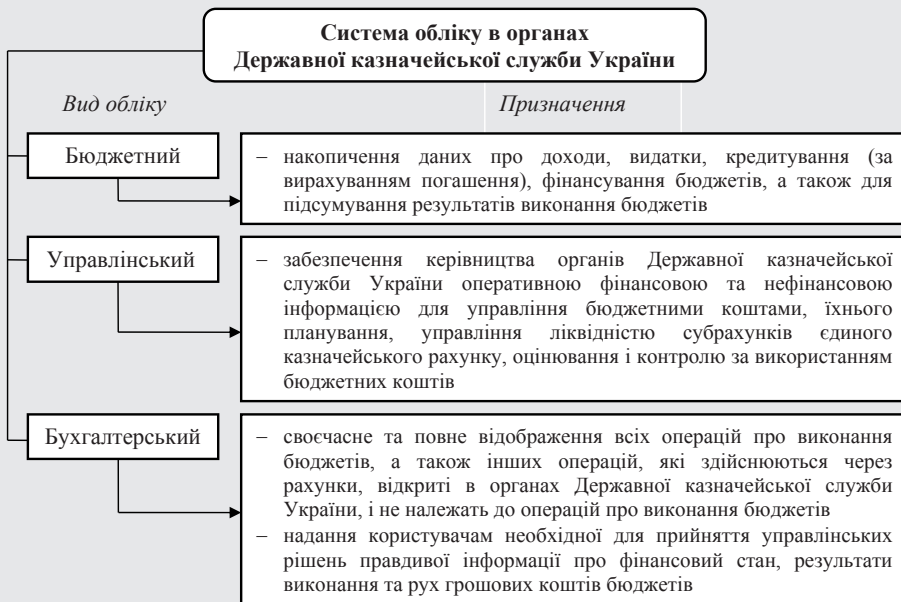 Система обліку в органах
Державної казначейської служби України
Вид обліку
Призначення
Бюджетний
– накопичення даних про доходи, видатки, кредитування (за
вирахуванням погашення), фінансування бюджетів, а також для
підсумування результатів виконання бюджетів
Управлінський
– забезпечення керівництва органів Державної казначейської
служби України оперативною фінансовою та нефінансовою
інформацією для управління бюджетними коштами, їхнього
планування, управління ліквідністю субрахунків єдиного
казначейського рахунку, оцінювання і контролю за використанням
бюджетних коштів
Бухгалтерський
– своєчасне та повне відображення всіх операцій про виконання
бюджетів, а також інших операцій, які здійснюються через
рахунки, відкриті в органах Державної казначейської служби
України, і не належать до операцій про виконання бюджетів
– надання користувачам необхідної для прийняття управлінських
рішень правдивої інформації про фінансовий стан, результати
виконання та рух грошових коштів бюджетів